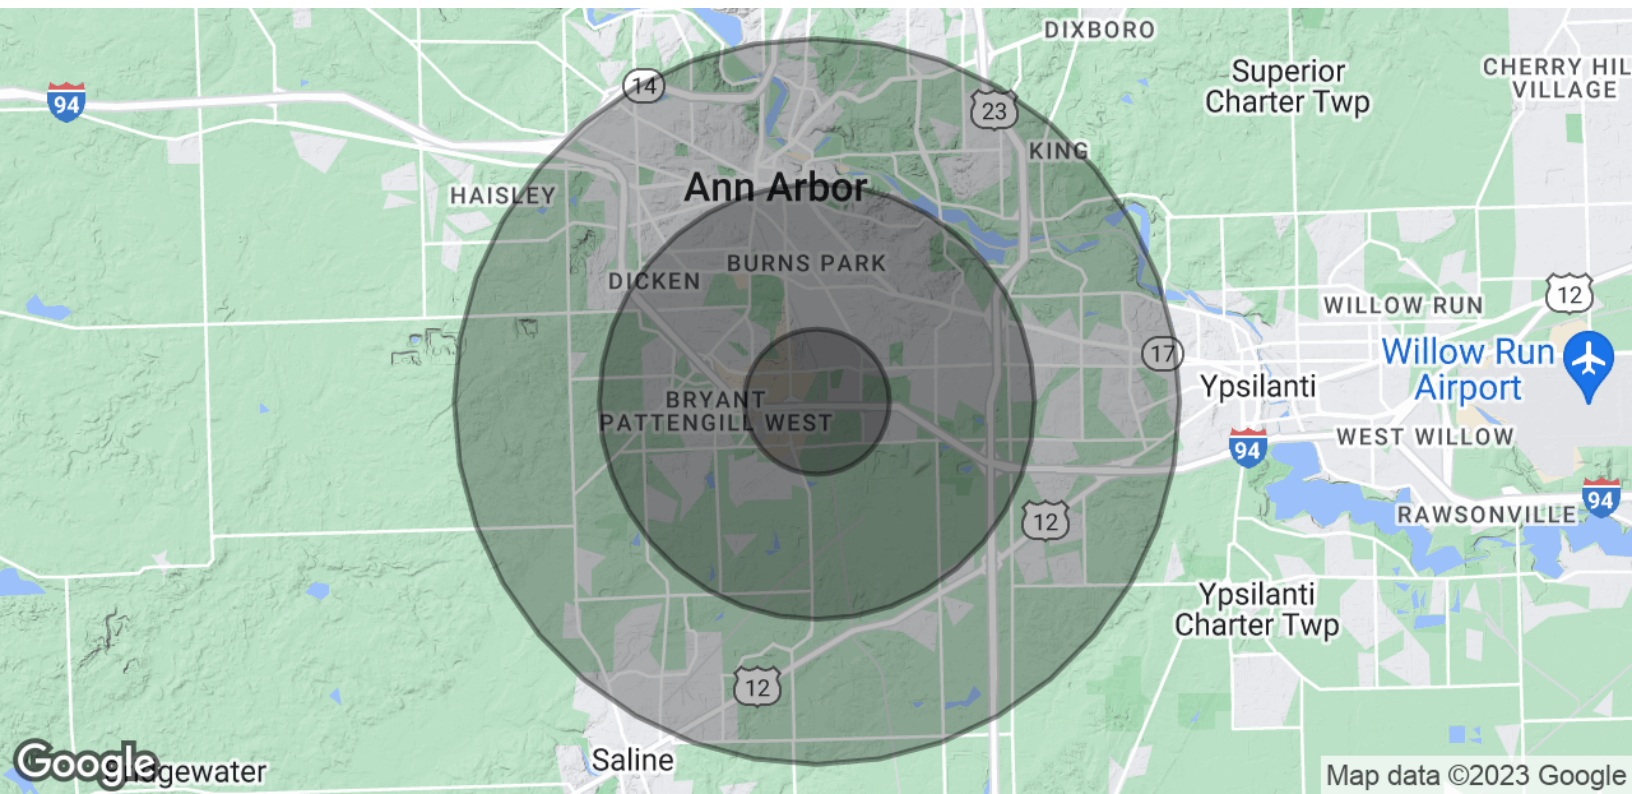 DIXBORO
Superior
Charter Twp
CHERRY HIL
VILLAGE
94
14
23
KING
Ann Arbor
HAISLEY
BURNS PARK
DICKEN
12
WILLOW RUN
17
Willow Run
Airport
Ypsilanti
BRYANT
PATTENGILL WEST
94
WEST WILLOW
94
RAWSONVILLE
12
Ypsilanti
Charter Twp
12
Saline
Google
Map data ©2023 Google